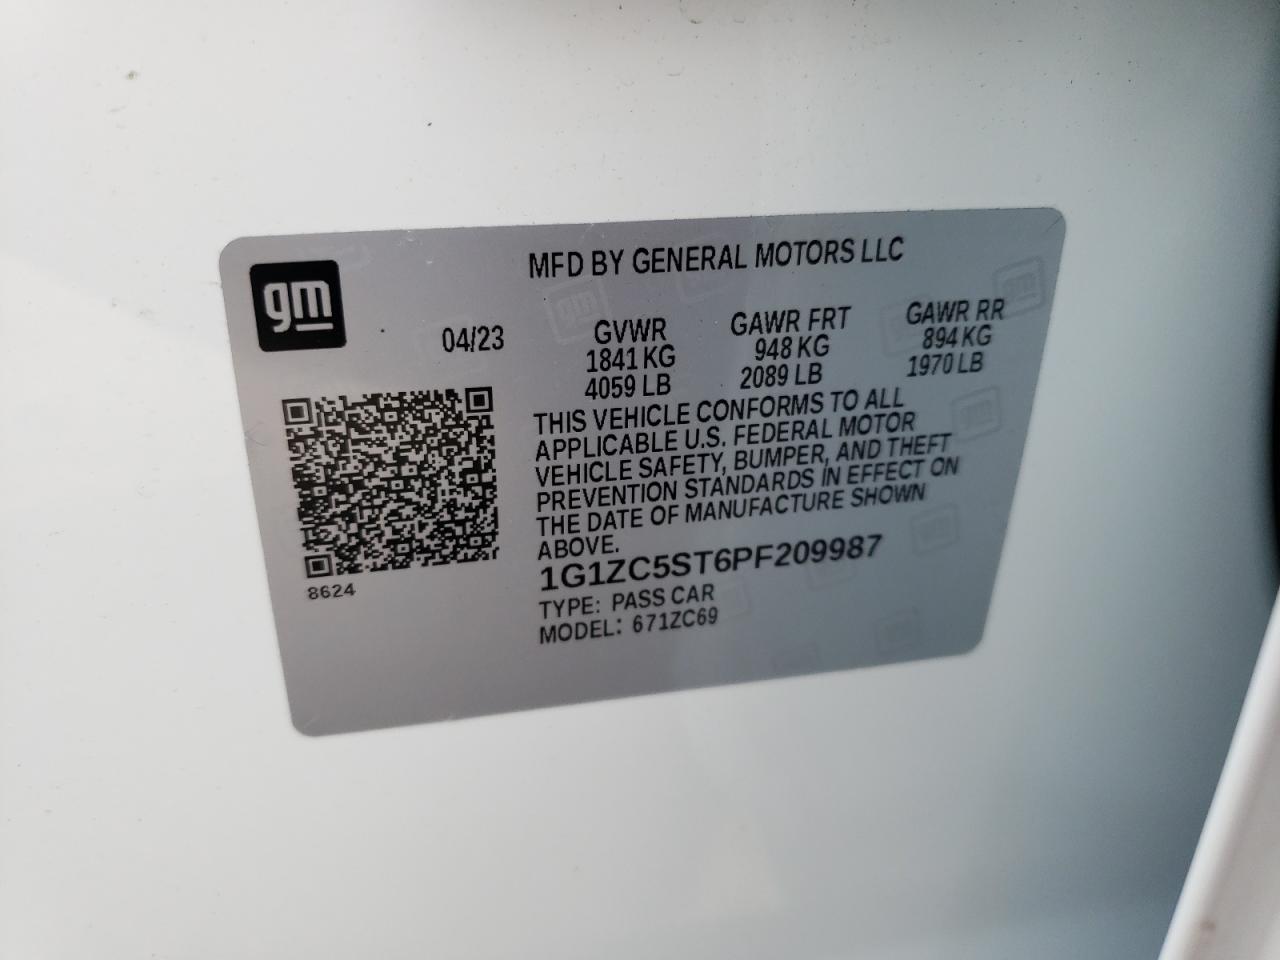 gm
MFD BY GENERAL MOTORS LLC
04/23
GVWR
1841 KG
4059 LB
GAWR FRT
948 KG
2089 LB
GAWR RR
894 KG
1970 LB
THIS VEHICLE CONFORMS TO ALL
APPLICABLE U.S. FEDERAL MOTOR
VEHICLE SAFETY, BUMPER, AND THEFT
PREVENTION STANDARDS IN EFFECT ON
THE DATE OF MANUFACTURE SHOWN
ABOVE.
1G1ZC5ST6PF209987
TYPE: PASS CAR
MODEL: 671ZC69
8624